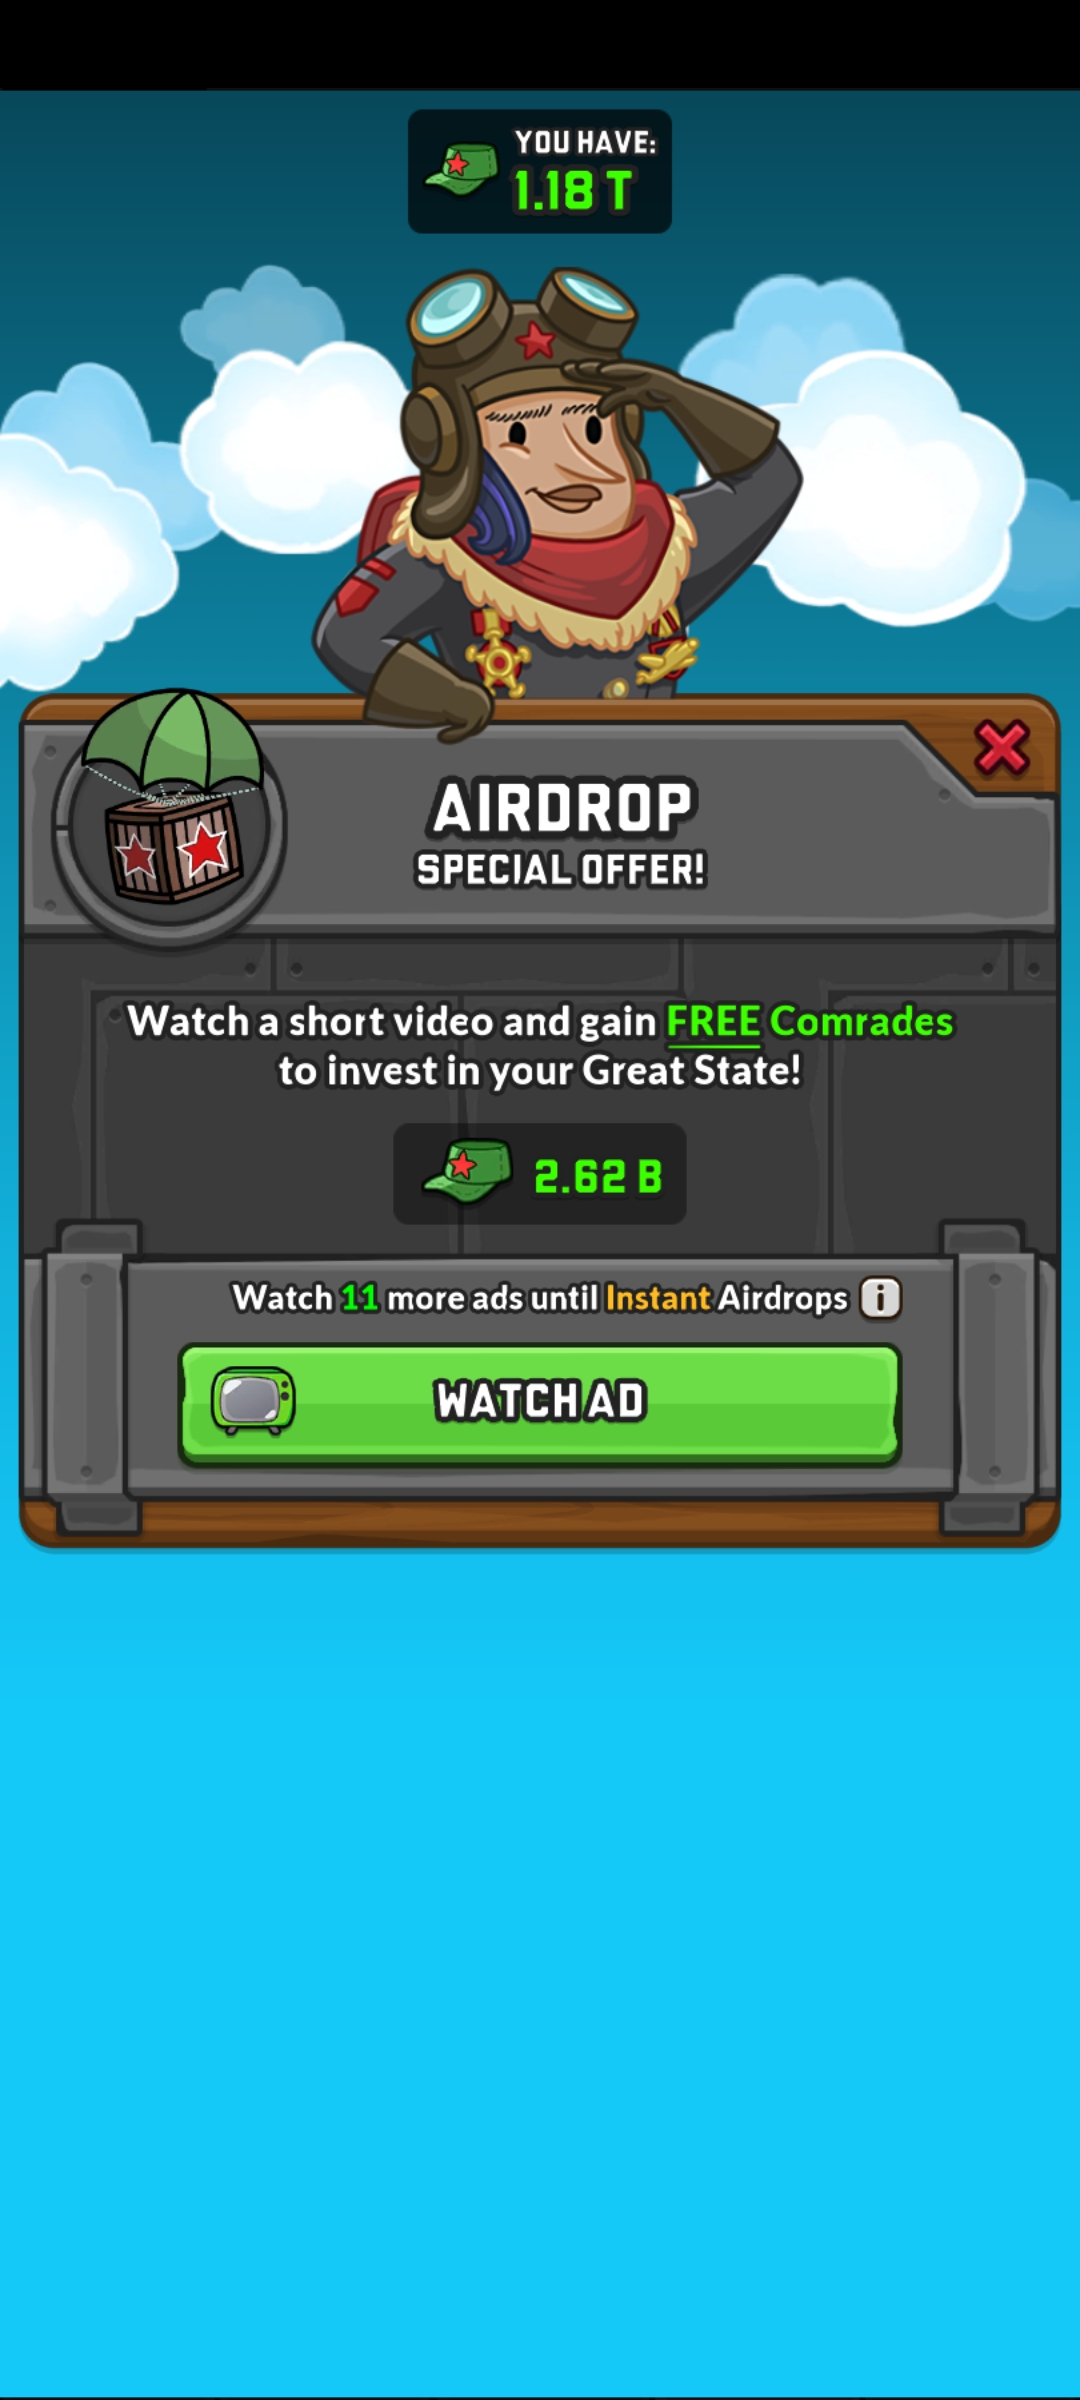 YOU HAVE:
1.18 T
AIRDROP
SPECIAL OFFER!
Watch a short video and gain FREE Comrades
to invest in your Great State!
2.62 B
Watch 11 more ads until Instant Airdrops i
WATCH AD